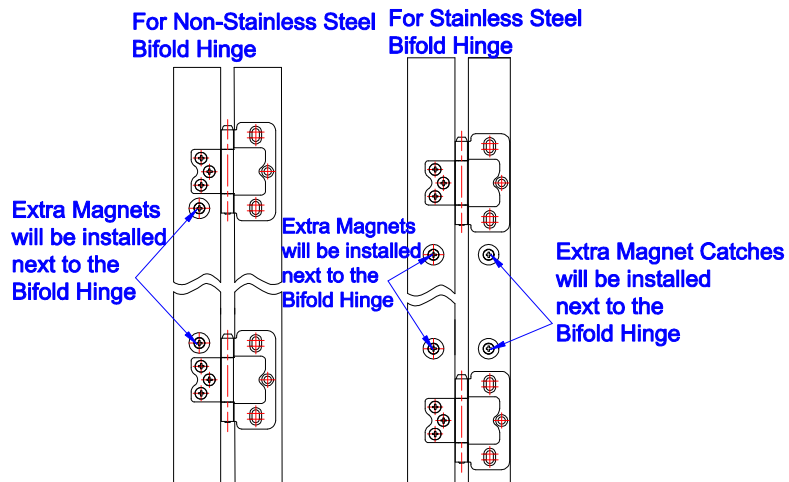 For Non-Stainless Steel
Bifold Hinge
For Stainless Steel
Bifold Hinge
Extra Magnets
will be installed
next to the
Bifold Hinge
Extra Magnets
will be installed
next to the
Bifold Hinge
Extra Magnet Catches
will be installed
next to the
Bifold Hinge